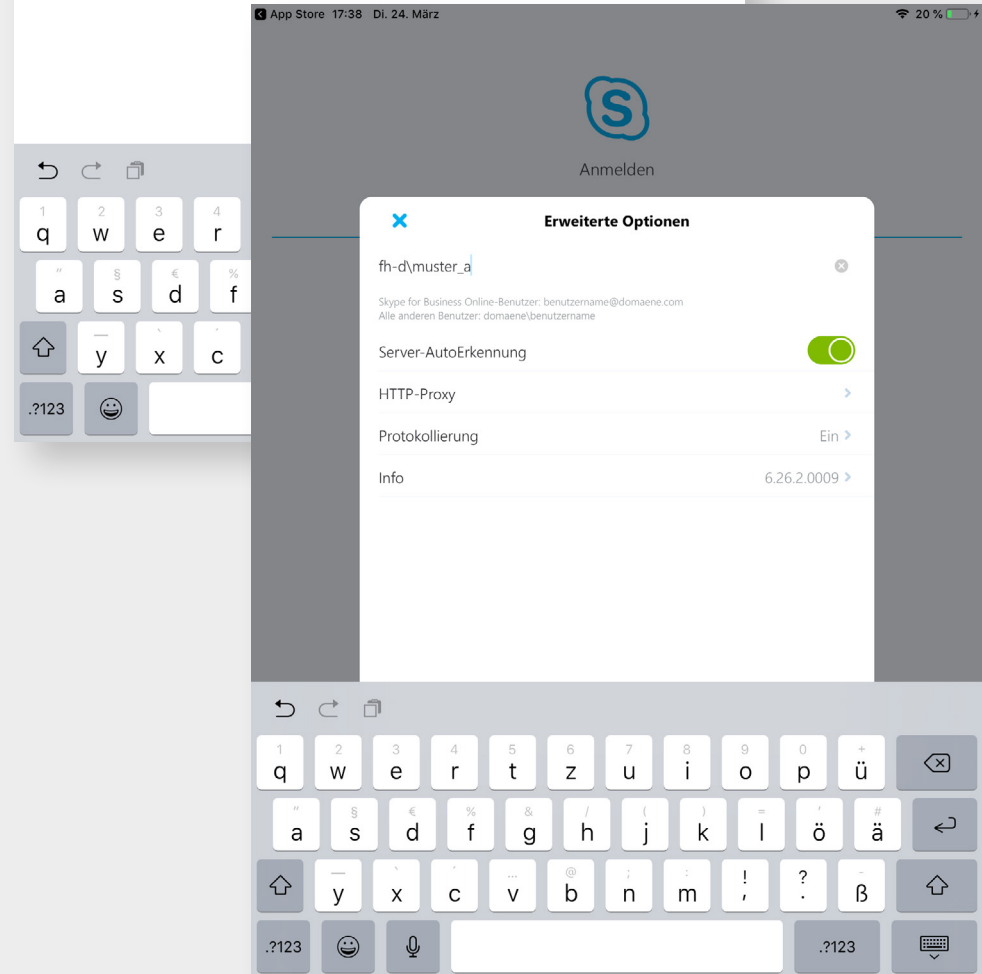 App Store 17:38 Di. 24. März 20 %
S
Anmelden
Erweiterte Optionen
fh-d\muster_a
Skype for Business Online-Benutzer: benutzername@domaene.com
Alle anderen Benutzer: domaene\benutzername
Server-AutoErkennung
HTTP-Proxy
Protokollierung Ein
Info 6.26.2.0009
1 2 3 4
q w e r
" § € %
a s d f
_ ` ´
y x c
.?123
1 2 3 4 5 6 7 8 9 0 +
q w e r t z u i o p ü
" § € % & / ( ) = ' #
a s d f g h j k l ö ä
_ ` ´ ... @ ; : ! ? -
y x c v b n m , . ß
.?123 .?123